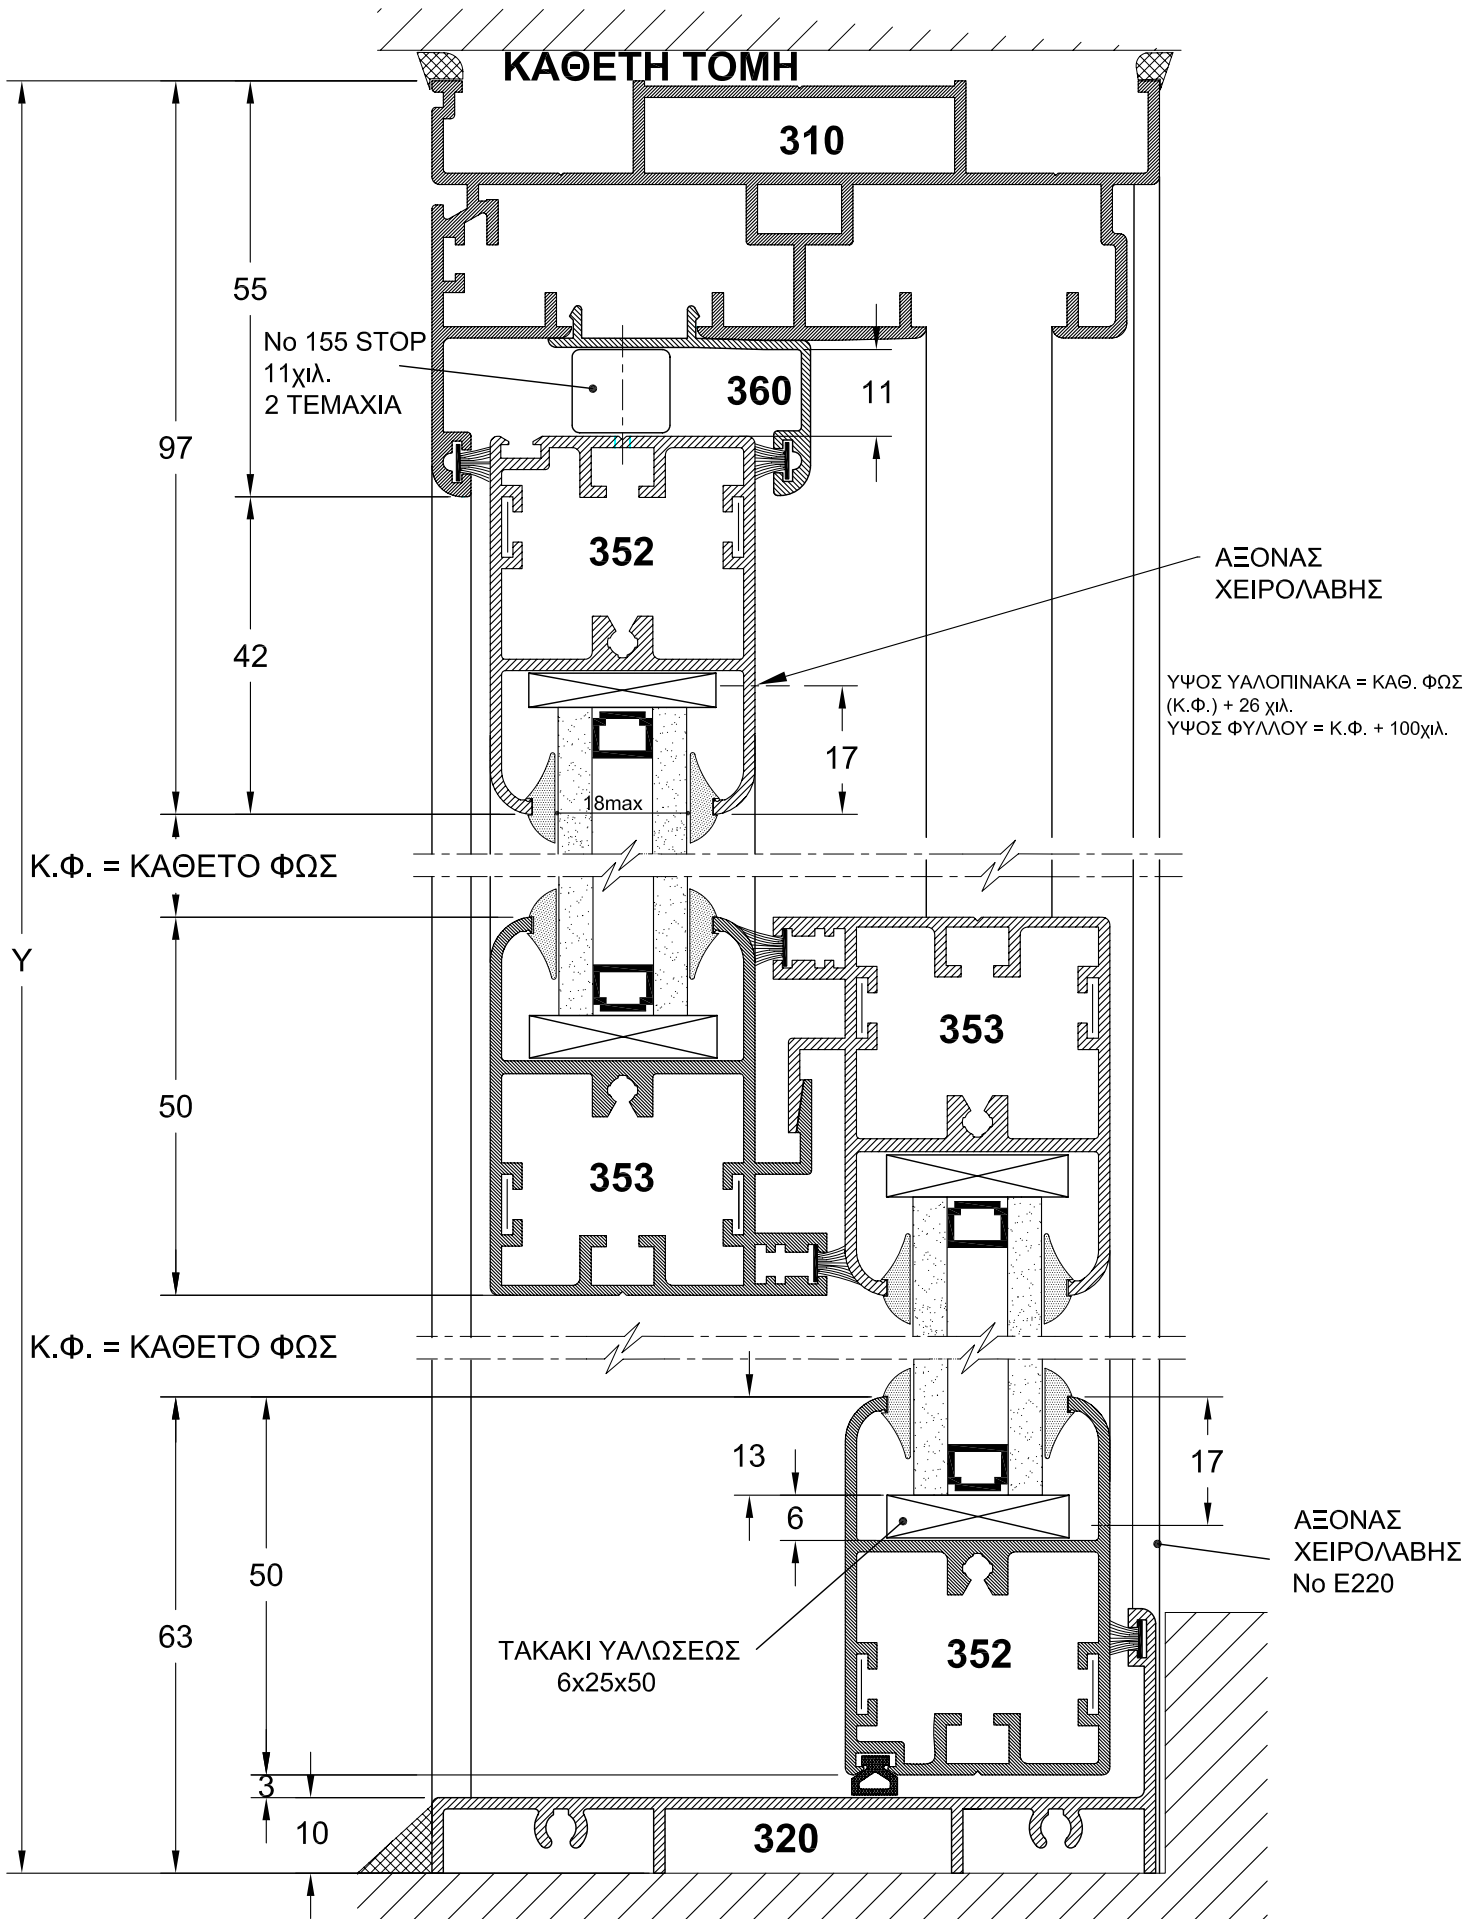 ΚΑΘΕΤΗ ΤΟΜΗ
310
55
No 155 STOP
11χιλ.
2 ΤΕΜΑΧΙΑ
360
11
97
352
ΑΞΟΝΑΣ
ΧΕΙΡΟΛΑΒΗΣ
42
ΥΨΟΣ ΥΑΛΟΠΙΝΑΚΑ = ΚΑΘ. ΦΩΣ
(Κ.Φ.) + 26 χιλ.
ΥΨΟΣ ΦΥΛΛΟΥ = Κ.Φ. + 100χιλ.
17
18max
Κ.Φ. = ΚΑΘΕΤΟ ΦΩΣ
Y
353
50
353
Κ.Φ. = ΚΑΘΕΤΟ ΦΩΣ
13
17
6
ΑΞΟΝΑΣ
ΧΕΙΡΟΛΑΒΗΣ
No E220
50
63
ΤΑΚΑΚΙ ΥΑΛΩΣΕΩΣ
6x25x50
352
3
10
320